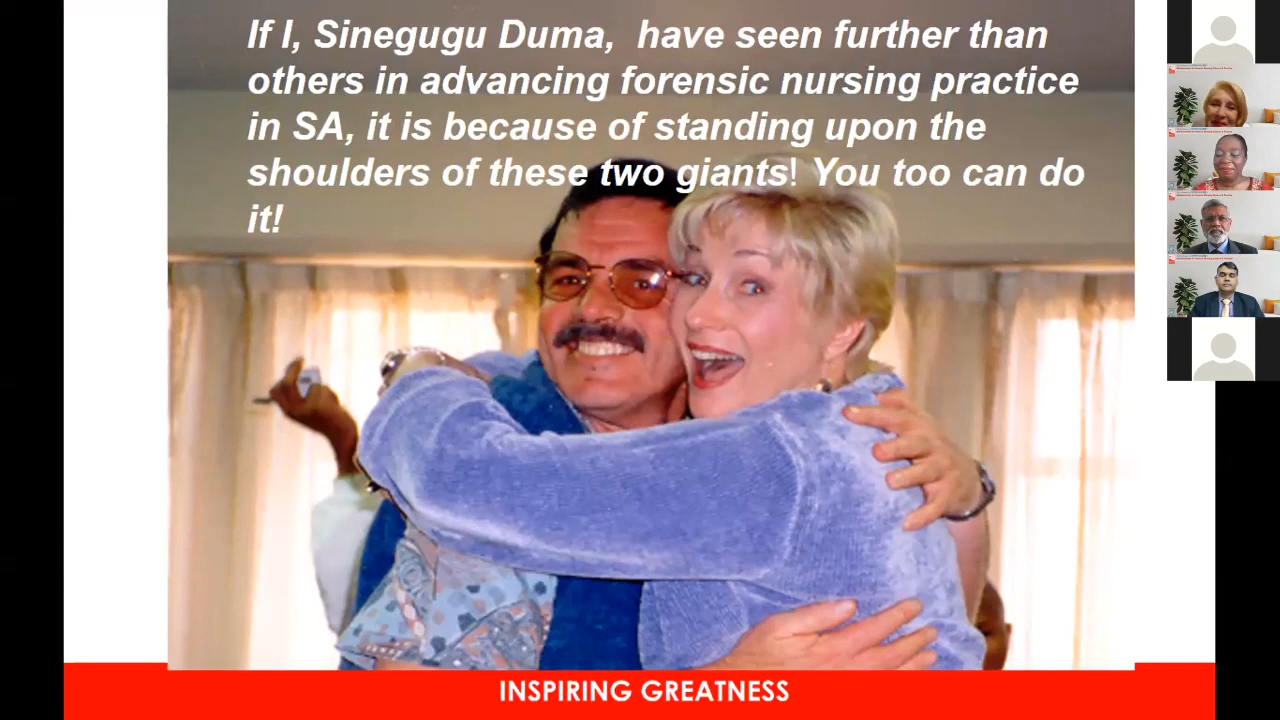 If I, Sinegugu Duma,  have seen further than
others in advancing forensic nursing practice
in SA, it is because of standing upon the
shoulders of these two giants! You too can do
it!
INSPIRING GREATNESS